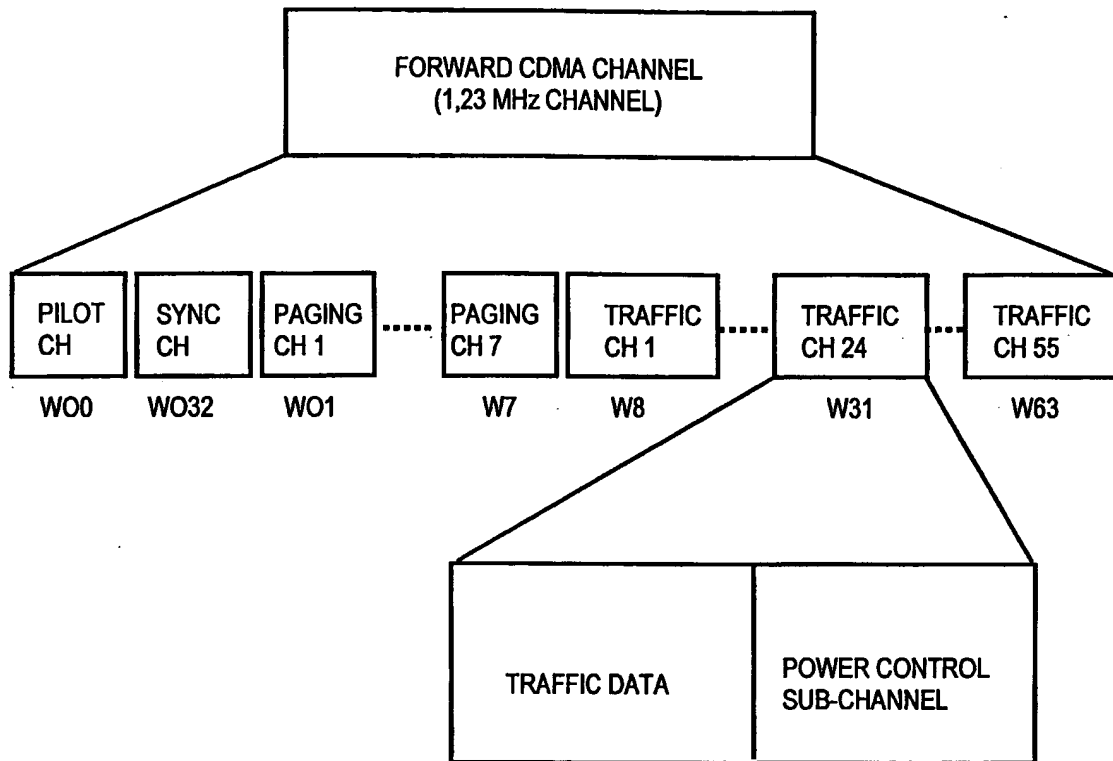 FORWARD CDMA CHANNEL
(1,23 MHz CHANNEL)
PILOT
CH
SYNC
CH
PAGING
CH 1
PAGING
CH 7
TRAFFIC
CH 1
TRAFFIC
CH 24
TRAFFIC
CH 55
WO0
WO32
WO1
W7
W8
W31
W63
TRAFFIC DATA
POWER CONTROL
SUB-CHANNEL